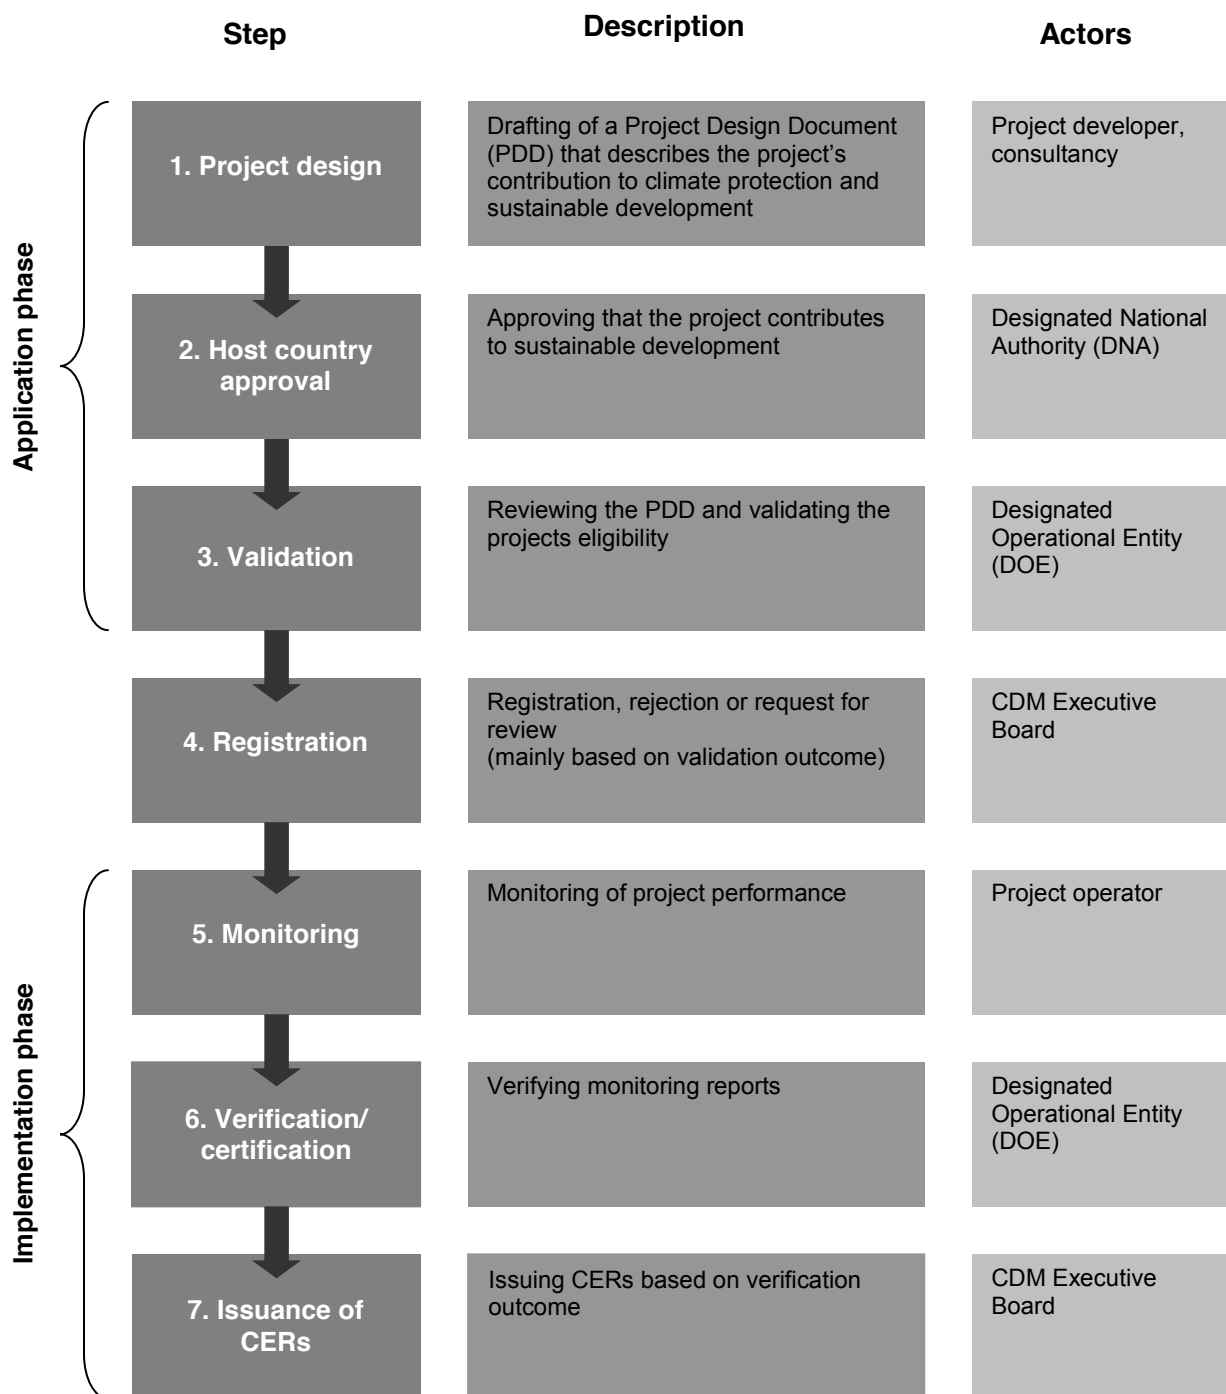 Step
Description
Actors
Application phase
1. Project design
Drafting of a Project Design Document
(PDD) that describes the project's
contribution to climate protection and
sustainable development
Project developer,
consultancy
2. Host country
approval
Approving that the project contributes
to sustainable development
Designated National
Authority (DNA)
3. Validation
Reviewing the PDD and validating the
projects eligibility
Designated
Operational Entity
(DOE)
4. Registration
Registration, rejection or request for
review
(mainly based on validation outcome)
CDM Executive
Board
Implementation phase
5. Monitoring
Monitoring of project performance
Project operator
6. Verification/
certification
Verifying monitoring reports
Designated
Operational Entity
(DOE)
7. Issuance of
CERs
Issuing CERs based on verification
outcome
CDM Executive
Board